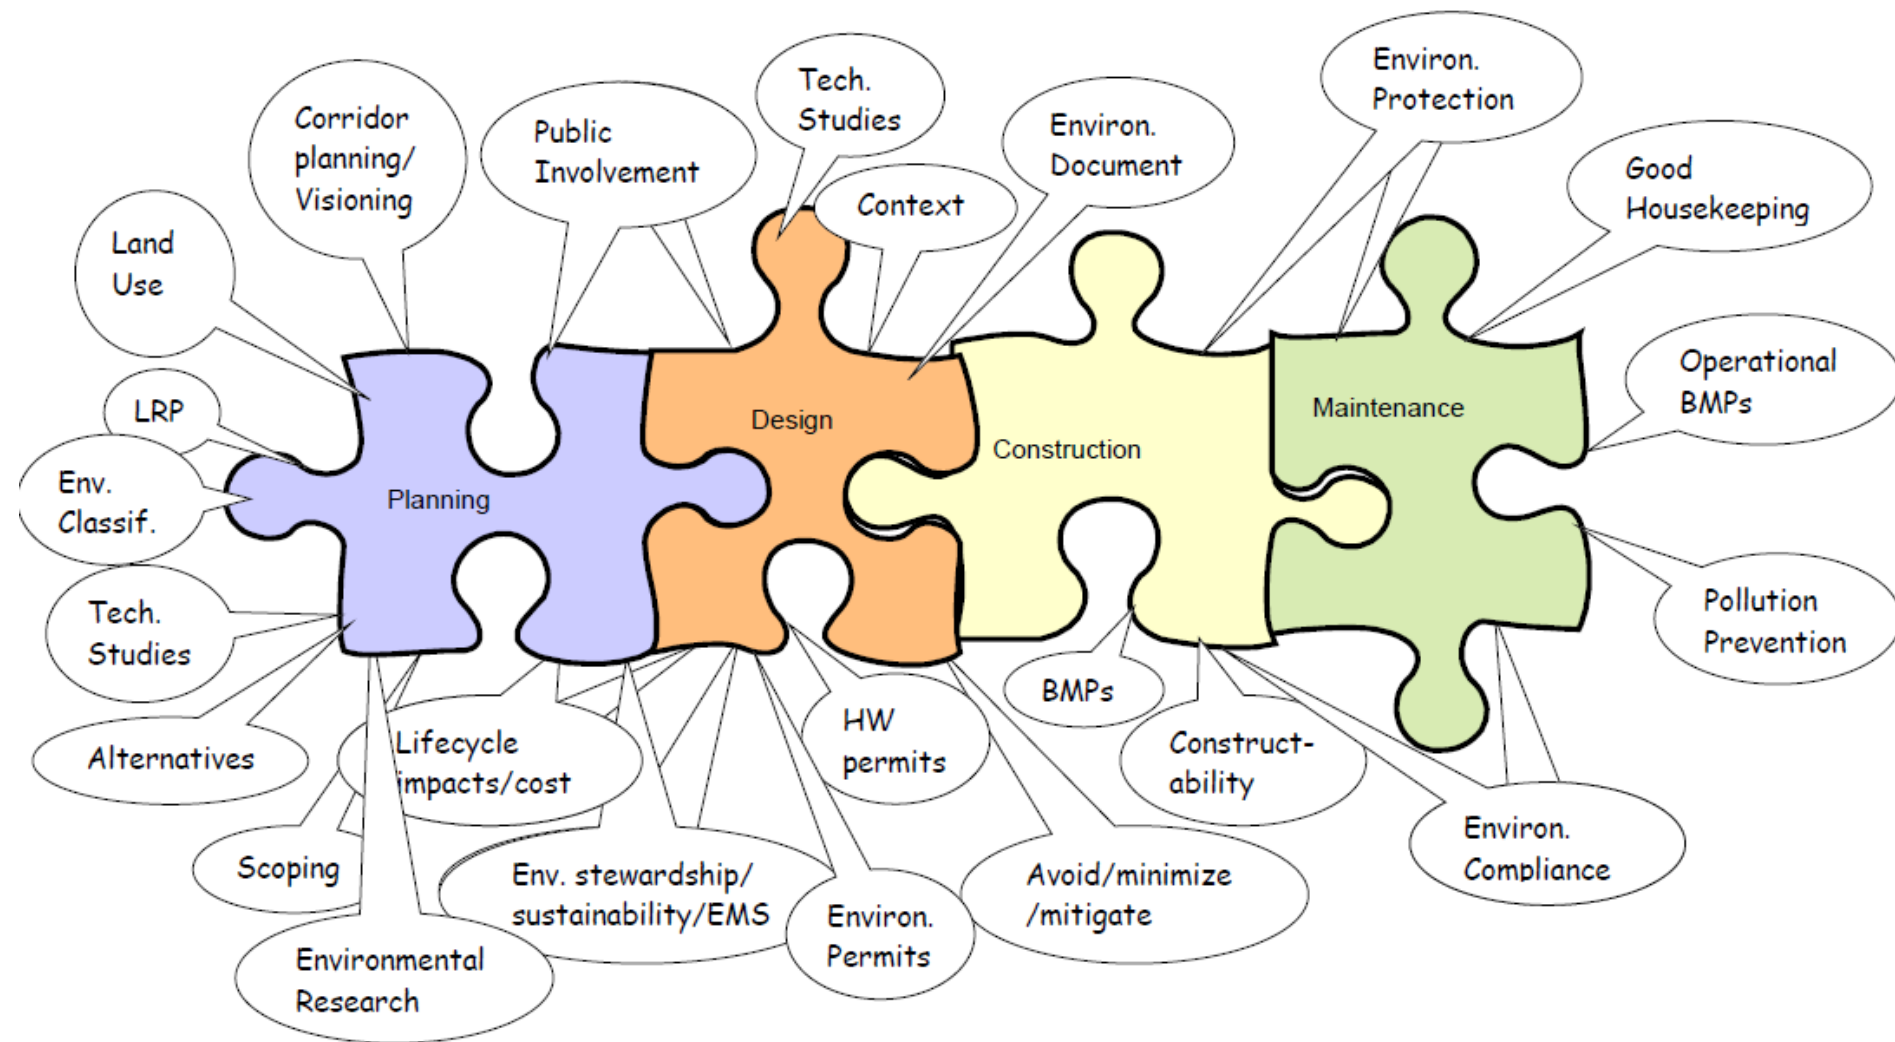 Corridor
planning/
Visioning
Public
Involvement
Tech.
Studies
Context
Environ.
Document
Environ.
Protection
Good
Housekeeping
Land
Use
LRP
Env.
Classif.
Planning
Design
Construction
Maintenance
Operational
BMPs
Tech.
Studies
Alternatives
Scoping
Lifecycle
impacts/cost
Environmental
Research
Env. stewardship/
sustainability/EMS
HW
permits
Environ.
Permits
BMPs
Avoid/minimize
/mitigate
Construct-
ability
Environ.
Compliance
Pollution
Prevention